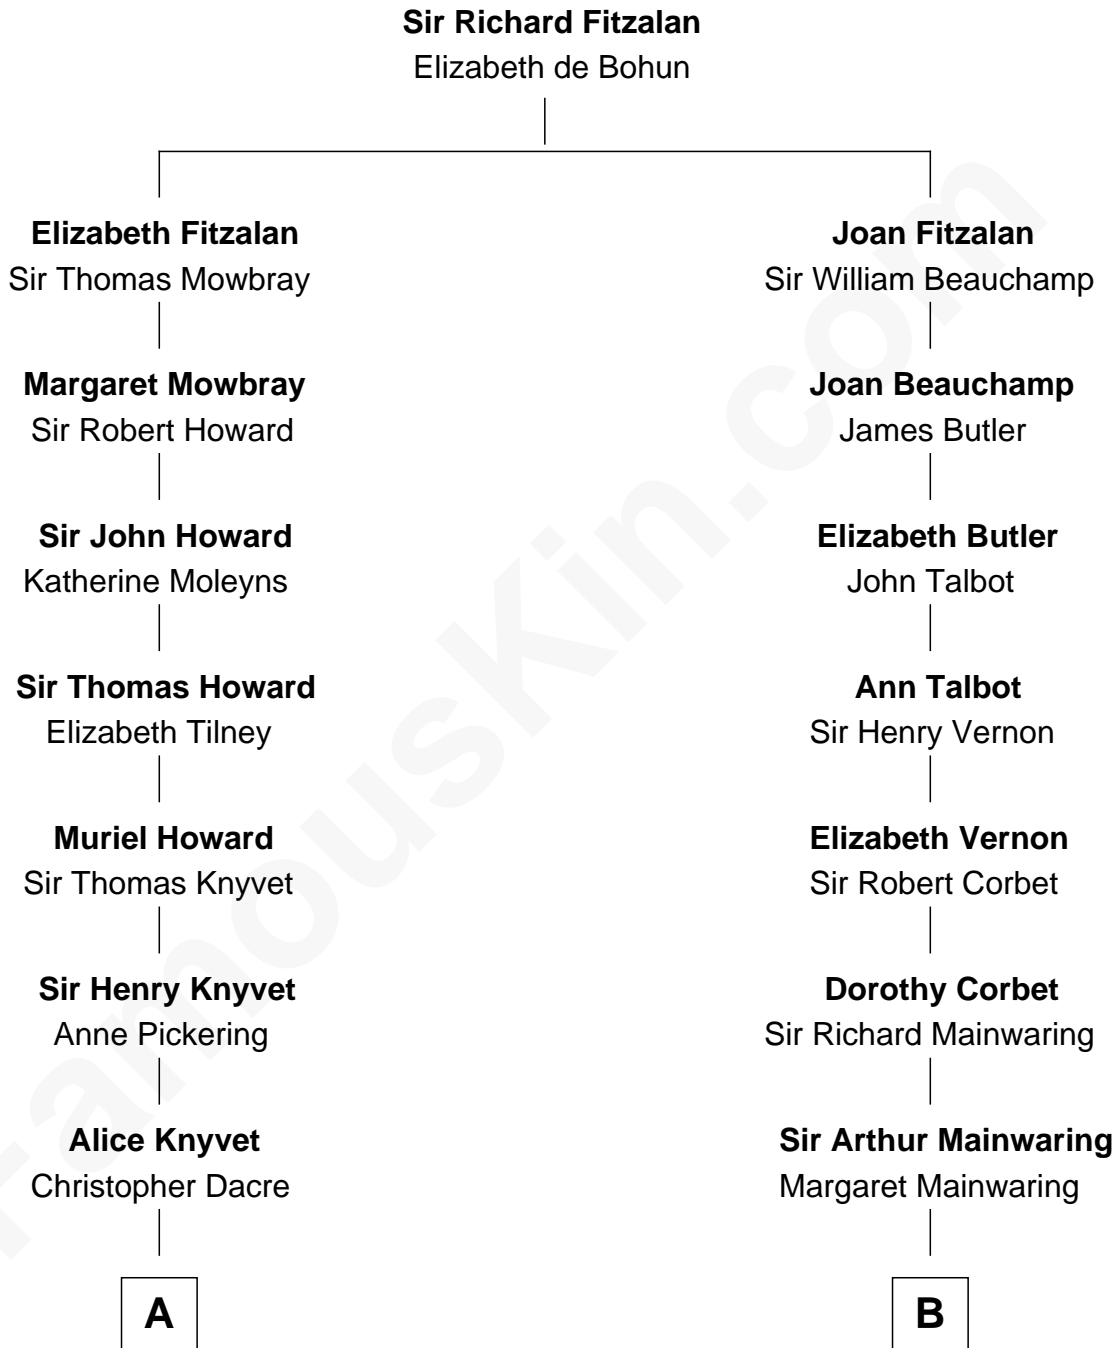 Sir Richard Fitzalan
Elizabeth de Bohun
Elizabeth Fitzalan
Sir Thomas Mowbray
Joan Fitzalan
Sir William Beauchamp
Margaret Mowbray
Sir Robert Howard
Joan Beauchamp
James Butler
Sir John Howard
Katherine Moleyns
Elizabeth Butler
John Talbot
Sir Thomas Howard
Elizabeth Tilney
Ann Talbot
Sir Henry Vernon
Muriel Howard
Sir Thomas Knyvet
Elizabeth Vernon
Sir Robert Corbet
Sir Henry Knyvet
Anne Pickering
Dorothy Corbet
Sir Richard Mainwaring
Alice Knyvet
Christopher Dacre
Sir Arthur Mainwaring
Margaret Mainwaring
A
B
FamousKin.com